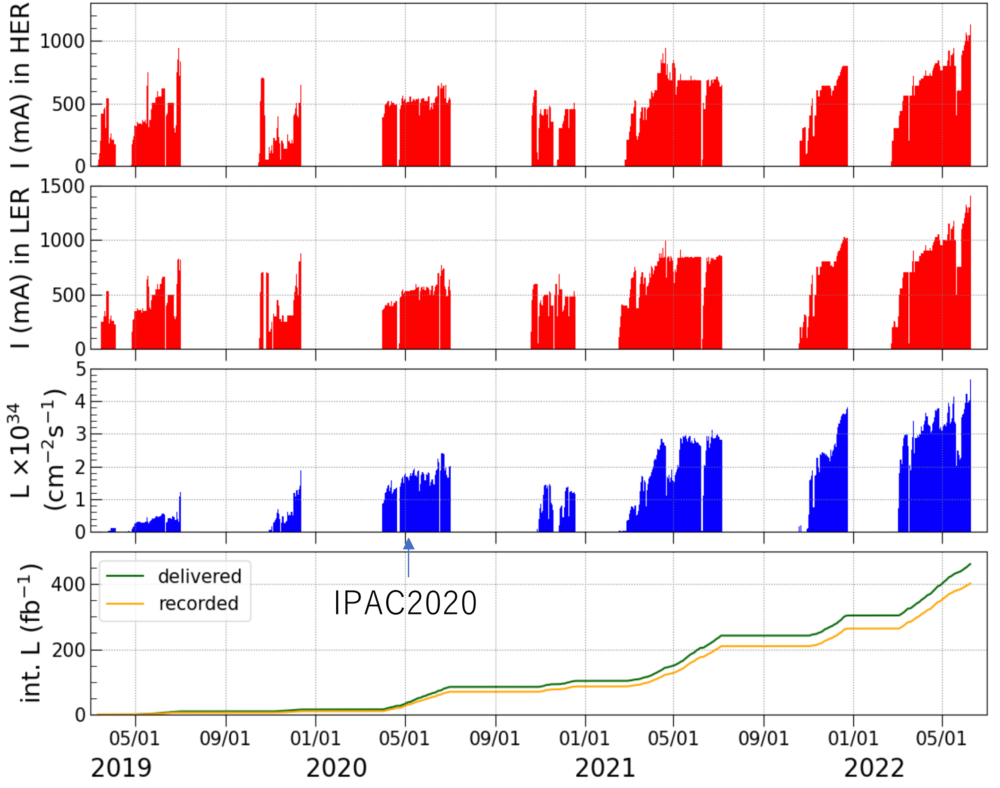 I (mA) in HER
1000
500
0
I (mA) in LER
1500
1000
500
0
L ×10³⁴
(cm⁻²s⁻¹)
5
4
3
2
1
0
int. L (fb⁻¹)
400
200
0
delivered
recorded
IPAC2020
05/01 09/01 01/01 05/01 09/01 01/01 05/01 09/01 01/01 05/01
2019 2020 2021 2022